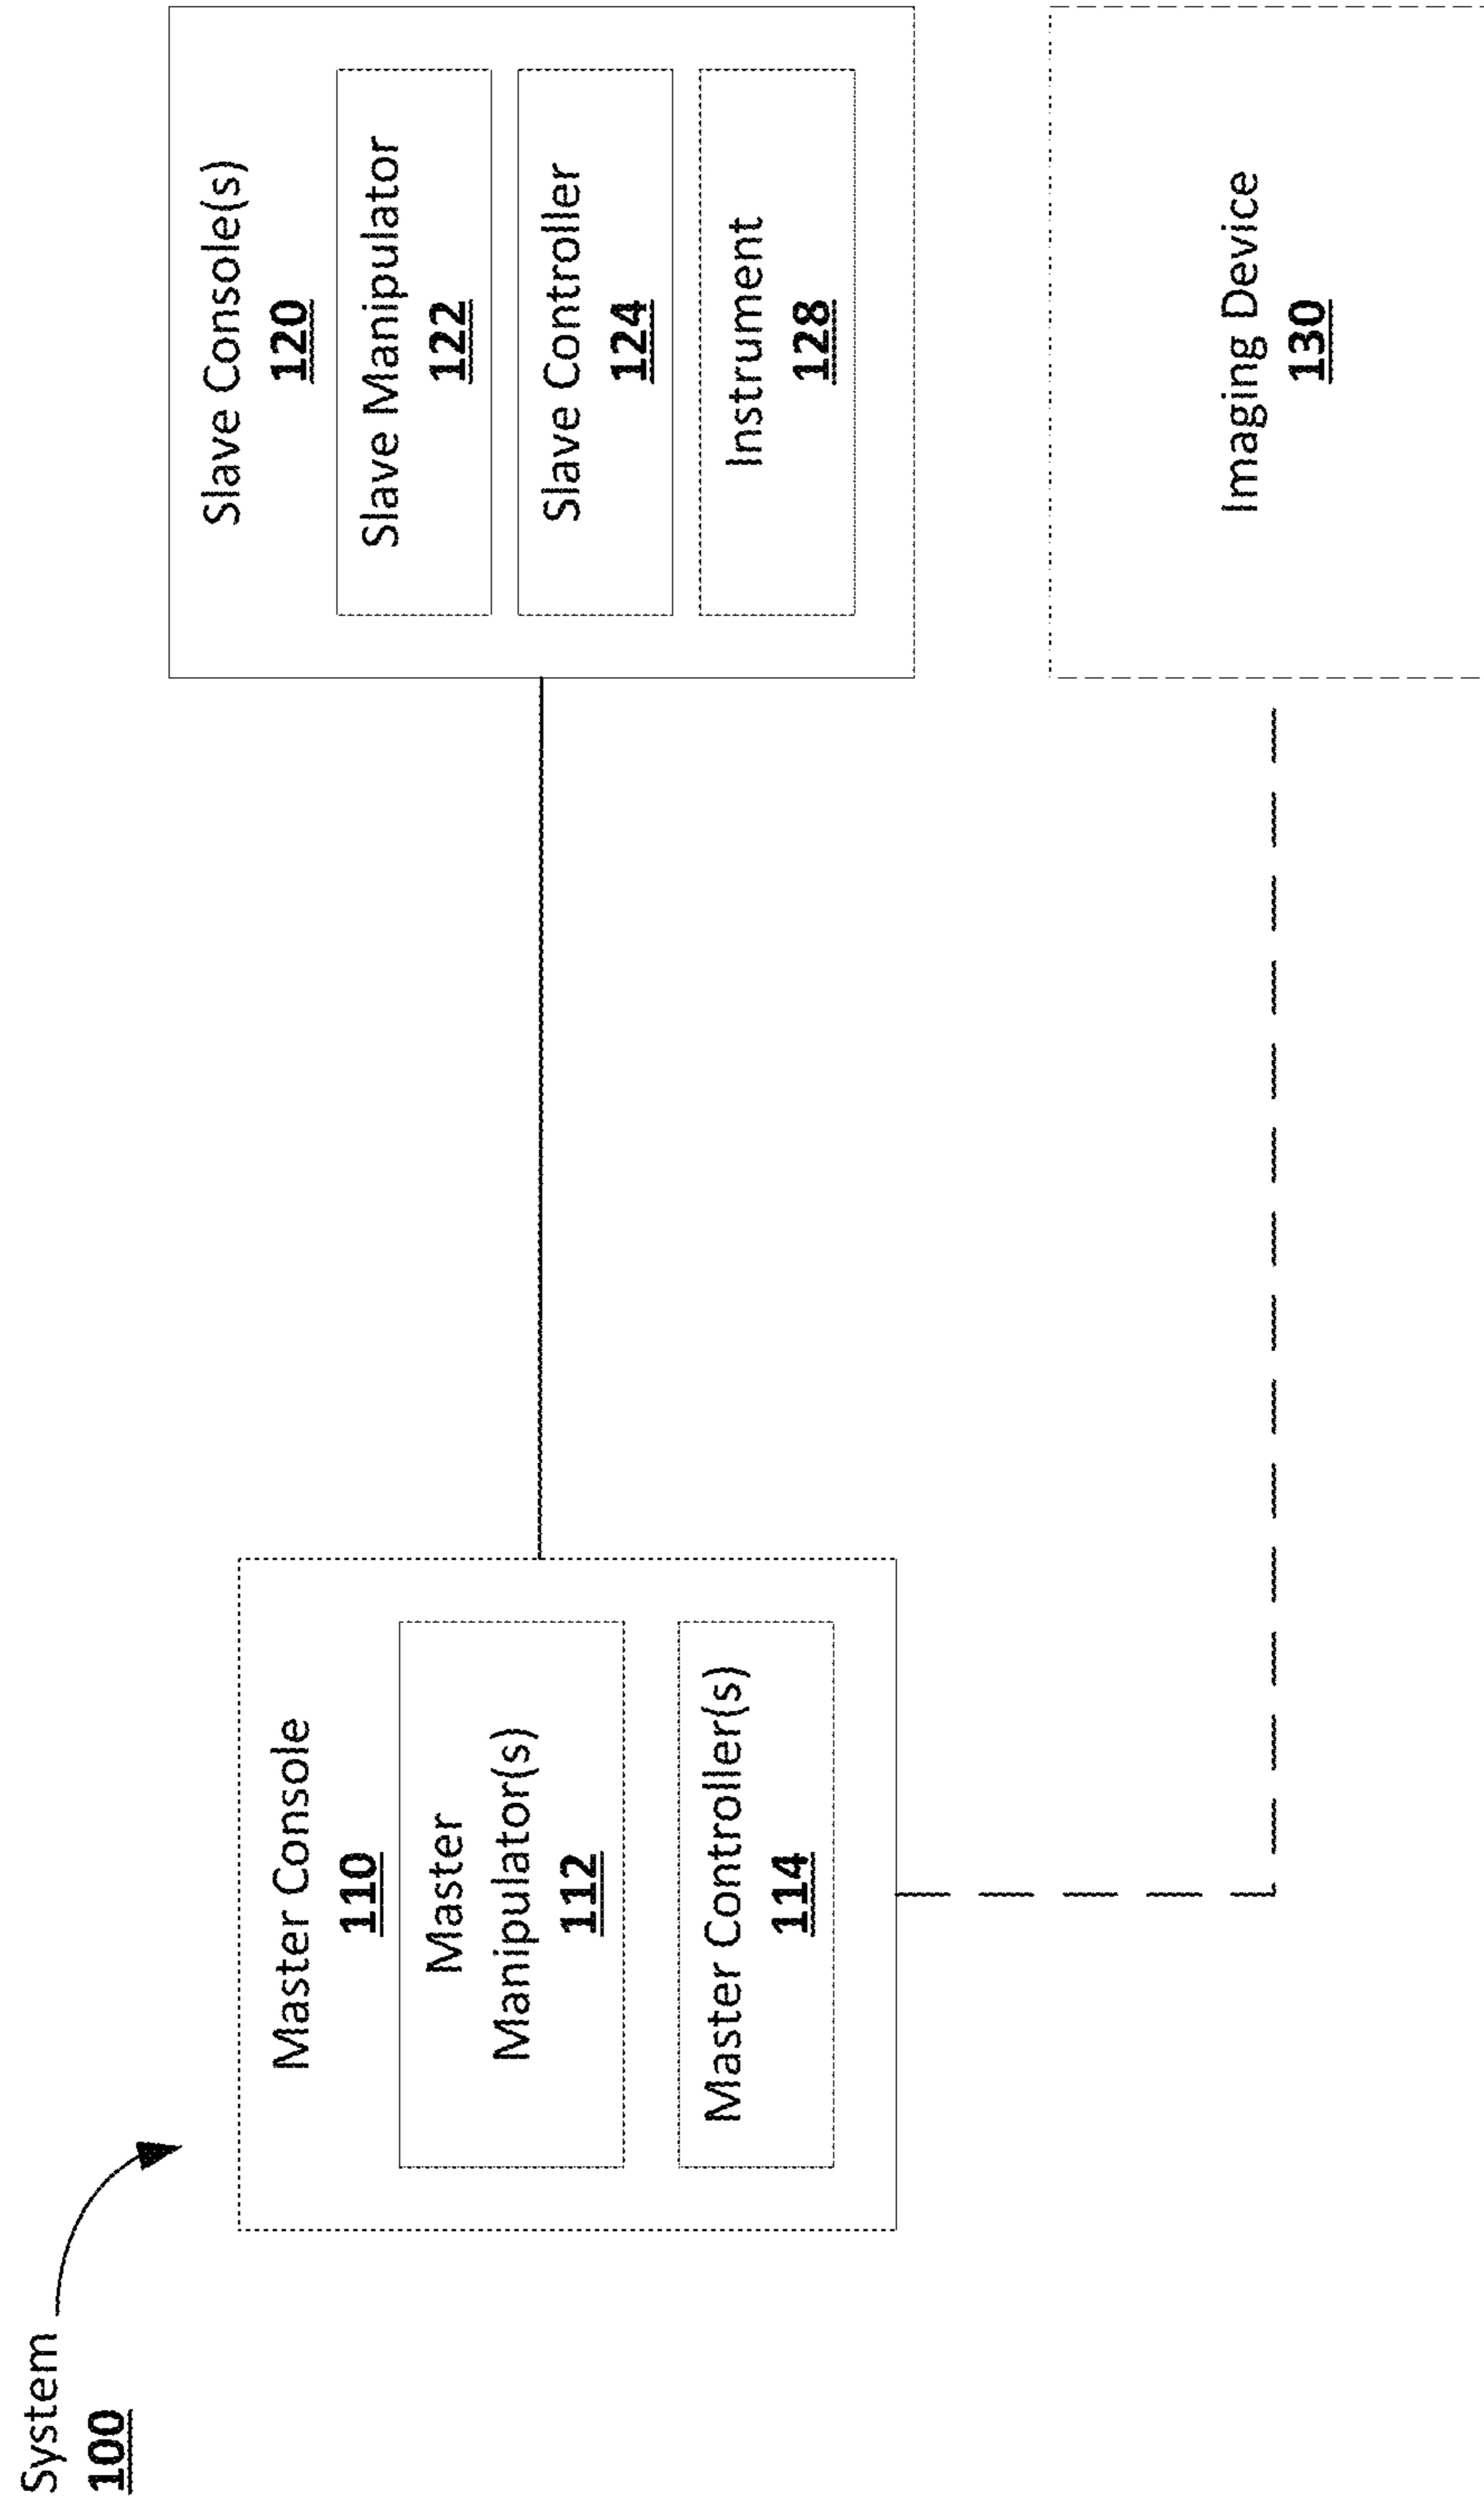 System
100
Master Console
110
Master
Manipulator(s)
112
Master Controller(s)
114
Slave Console(s)
120
Slave Manipulator
122
Slave Controller
124
Instrument
128
Imaging Device
130